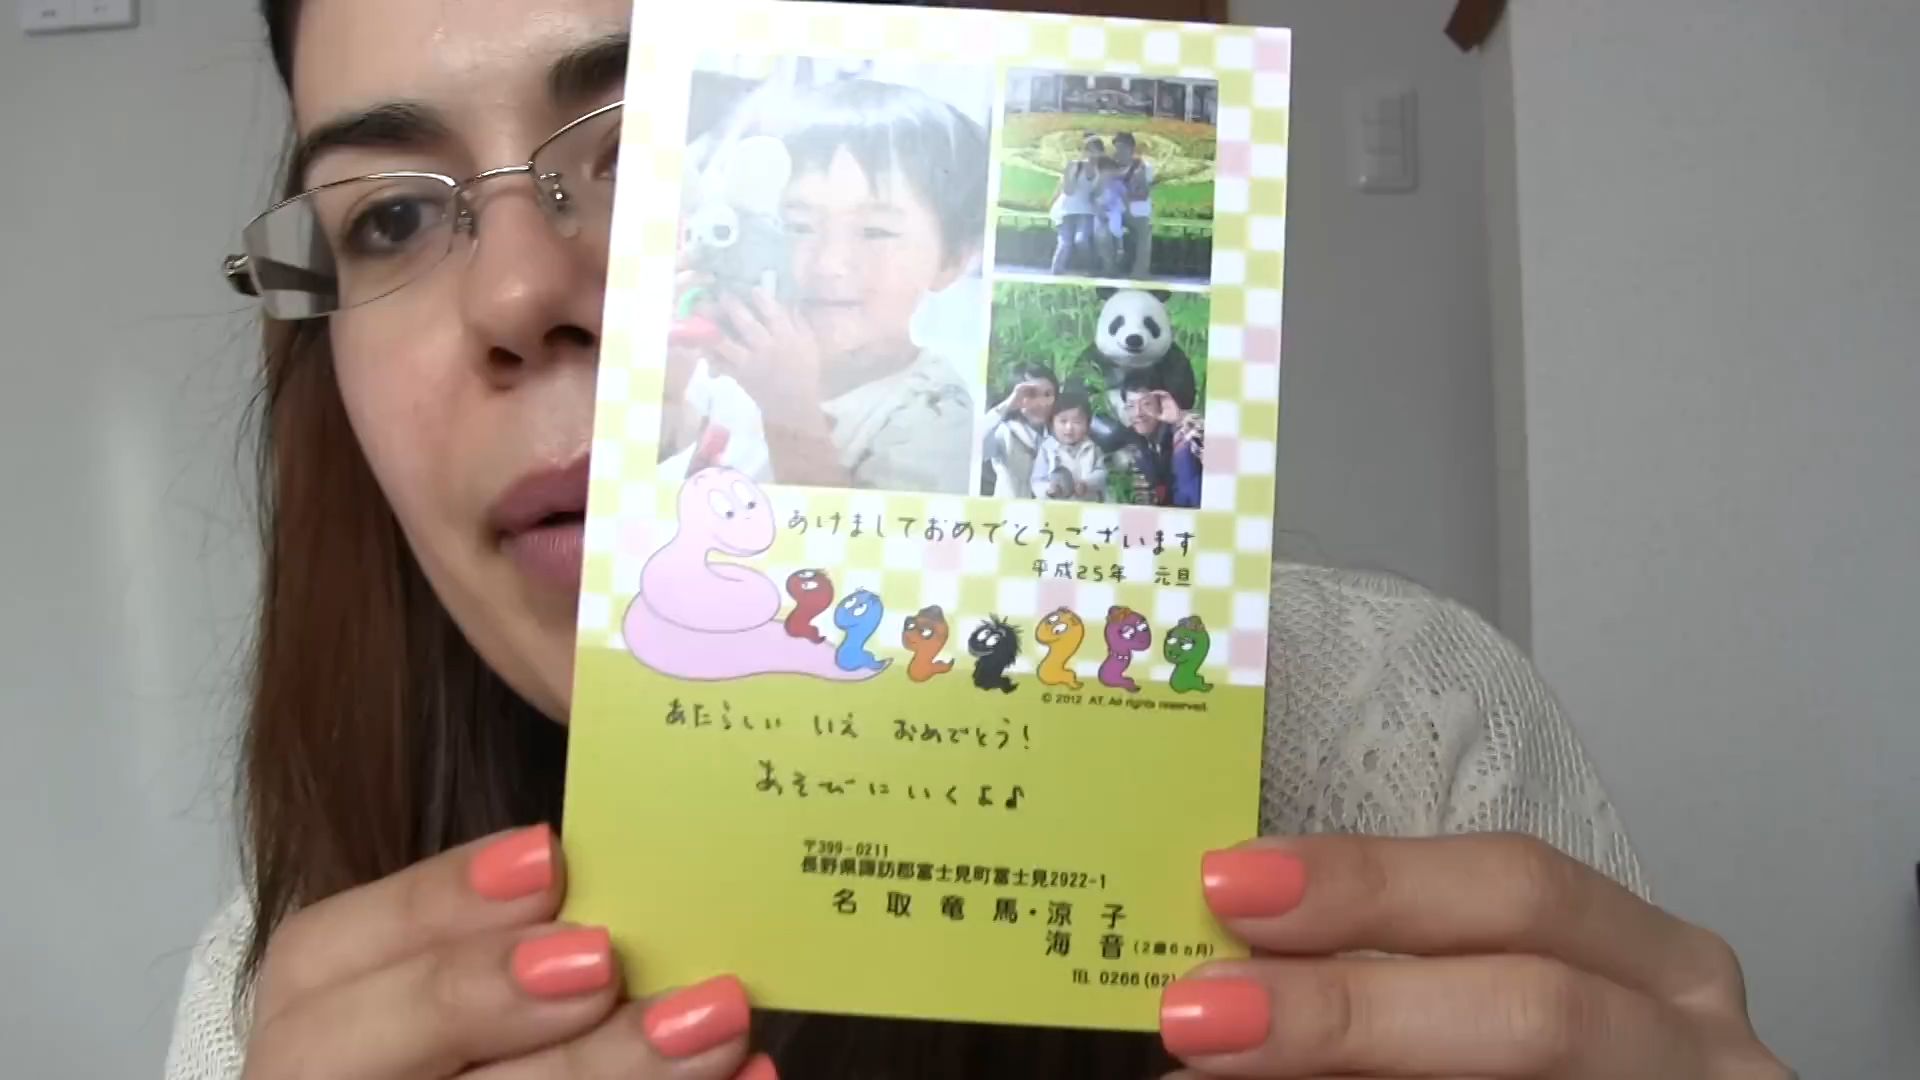 あけましておめでとうございます
平成25年 元旦
© 2012 AT. All rights reserved.
あたらしい いえ おめでとう!
あそびにいくよ♪
〒399-0211
長野県諏訪郡富士見町富士見2922-1
名取竜馬・涼子
海音(2歳6ヵ月)
TEL 0266(62)